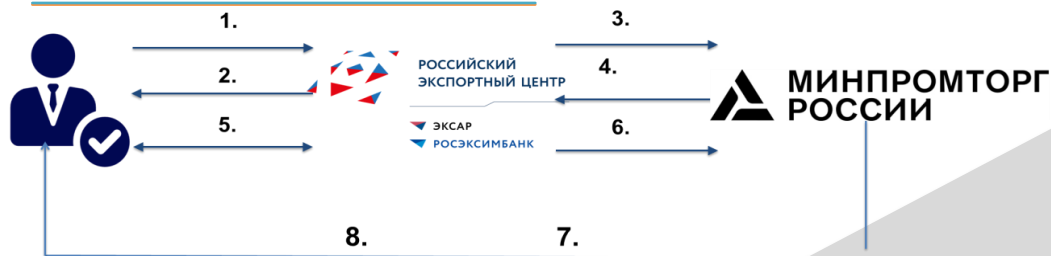 1.
3.
2.
РОССИЙСКИЙ
ЭКСПОРТНЫЙ ЦЕНТР
4.
МИНПРОМТОРГ
РОССИИ
5.
ЭКСАР
РОСЭКСИМБАНК
6.
8.
7.